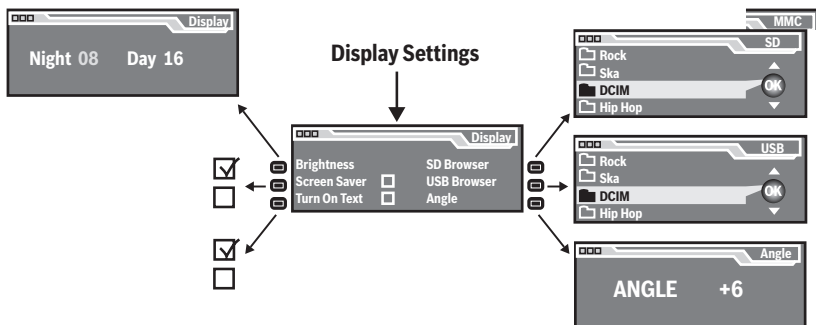 Display
Night 08 Day 16
Display Settings
Display
Brightness SD Browser
Screen Saver USB Browser
Turn On Text Angle
MMC
SD
Rock
Ska
DCIM
Hip Hop
OK
USB
Rock
Ska
DCIM
Hip Hop
OK
Angle
ANGLE +6